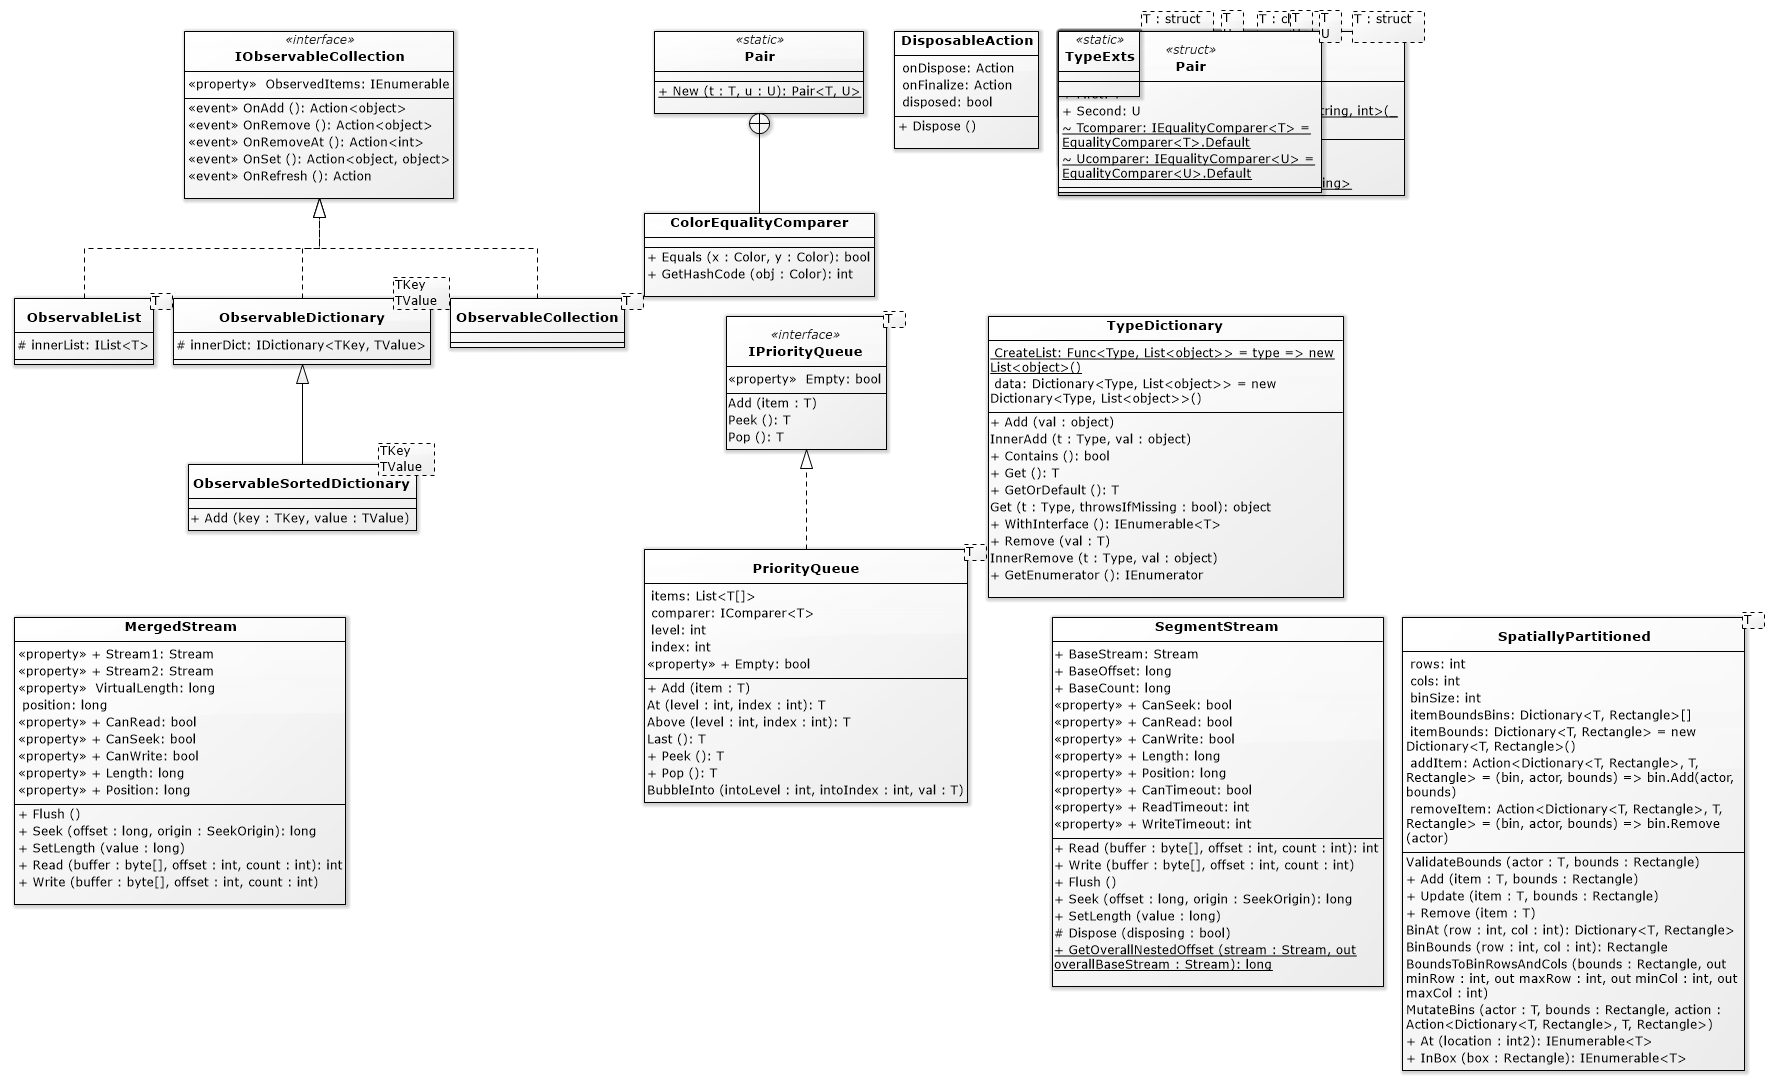 «interface»
IObservableCollection
«property»  ObservedItems: IEnumerable
«event» OnAdd (): Action<object>
«event» OnRemove (): Action<object>
«event» OnRemoveAt (): Action<int>
«event» OnSet (): Action<object, object>
«event» OnRefresh (): Action
«static»
Pair
+ New (t : T, u : U): Pair<T, U>
DisposableAction
onDispose: Action
onFinalize: Action
disposed: bool
+ Dispose ()
T : struct
T
T
T
U
T : struct
«static»
TypeExts
«struct»
Pair
+ Second: U
~ Tcomparer: IEqualityComparer<T> =
EqualityComparer<T>.Default
~ Ucomparer: IEqualityComparer<U> =
EqualityComparer<U>.Default
int>(
ColorEqualityComparer
+ Equals (x : Color, y : Color): bool
+ GetHashCode (obj : Color): int
T
ObservableList
# innerList: IList<T>
TKey
TValue
ObservableDictionary
# innerDict: IDictionary<TKey, TValue>
T
ObservableCollection
TKey
TValue
ObservableSortedDictionary
+ Add (key : TKey, value : TValue)
T
«interface»
IPriorityQueue
«property»  Empty: bool
Add (item : T)
Peek (): T
Pop (): T
TypeDictionary
CreateList: Func<Type, List<object>> = type => new
List<object>()
data: Dictionary<Type, List<object>> = new
Dictionary<Type, List<object>>()
+ Add (val : object)
InnerAdd (t : Type, val : object)
+ Contains (): bool
+ Get (): T
+ GetOrDefault (): T
Get (t : Type, throwsIfMissing : bool): object
+ WithInterface (): IEnumerable<T>
+ Remove (val : T)
InnerRemove (t : Type, val : object)
+ GetEnumerator (): IEnumerator
T
PriorityQueue
items: List<T[]>
comparer: IComparer<T>
level: int
index: int
«property» + Empty: bool
+ Add (item : T)
At (level : int, index : int): T
Above (level : int, index : int): T
Last (): T
+ Peek (): T
+ Pop (): T
BubbleInto (intoLevel : int, intoIndex : int, val : T)
MergedStream
«property» + Stream1: Stream
«property» + Stream2: Stream
«property»  VirtualLength: long
position: long
«property» + CanRead: bool
«property» + CanSeek: bool
«property» + CanWrite: bool
«property» + Length: long
«property» + Position: long
+ Flush ()
+ Seek (offset : long, origin : SeekOrigin): long
+ SetLength (value : long)
+ Read (buffer : byte[], offset : int, count : int): int
+ Write (buffer : byte[], offset : int, count : int)
SegmentStream
+ BaseStream: Stream
+ BaseOffset: long
+ BaseCount: long
«property» + CanSeek: bool
«property» + CanRead: bool
«property» + CanWrite: bool
«property» + Length: long
«property» + Position: long
«property» + CanTimeout: bool
«property» + ReadTimeout: int
«property» + WriteTimeout: int
+ Read (buffer : byte[], offset : int, count : int): int
+ Write (buffer : byte[], offset : int, count : int)
+ Flush ()
+ Seek (offset : long, origin : SeekOrigin): long
+ SetLength (value : long)
# Dispose (disposing : bool)
+ GetOverallNestedOffset (stream : Stream, out
overallBaseStream : Stream): long
T
SpatiallyPartitioned
rows: int
cols: int
binSize: int
itemBoundsBins: Dictionary<T, Rectangle>[]
itemBounds: Dictionary<T, Rectangle> = new
Dictionary<T, Rectangle>()
addItem: Action<Dictionary<T, Rectangle>, T,
Rectangle> = (bin, actor, bounds) => bin.Add(actor,
bounds)
removeItem: Action<Dictionary<T, Rectangle>, T,
Rectangle> = (bin, actor, bounds) => bin.Remove
(actor)
ValidateBounds (actor : T, bounds : Rectangle)
+ Add (item : T, bounds : Rectangle)
+ Update (item : T, bounds : Rectangle)
+ Remove (item : T)
BinAt (row : int, col : int): Dictionary<T, Rectangle>
BinBounds (row : int, col : int): Rectangle
BoundsToBinRowsAndCols (bounds : Rectangle, out
minRow : int, out maxRow : int, out minCol : int, out
maxCol : int)
MutateBins (actor : T, bounds : Rectangle, action :
Action<Dictionary<T, Rectangle>, T, Rectangle>)
+ At (location : int2): IEnumerable<T>
+ InBox (box : Rectangle): IEnumerable<T>